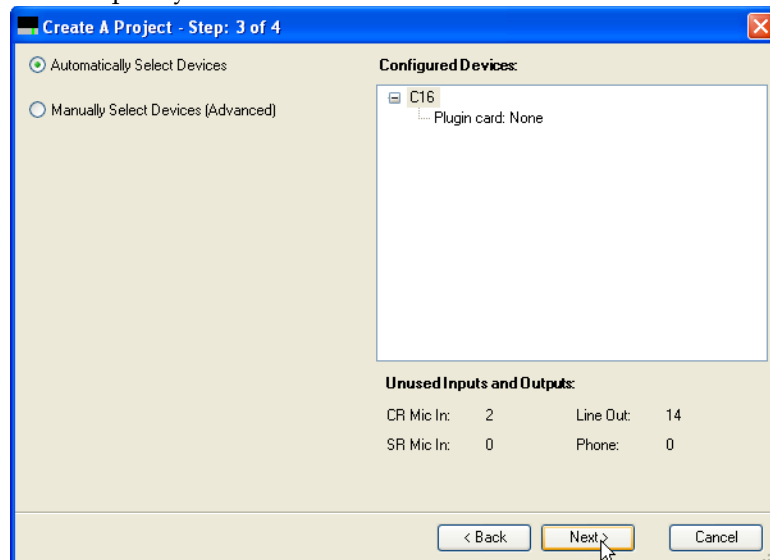 Create A Project - Step: 3 of 4
Automatically Select Devices
Manually Select Devices (Advanced)
Configured Devices:
C16
Plugin card: None
Unused Inputs and Outputs:
CR Mic In: 2 Line Out: 14
SR Mic In: 0 Phone: 0
< Back Next > Cancel